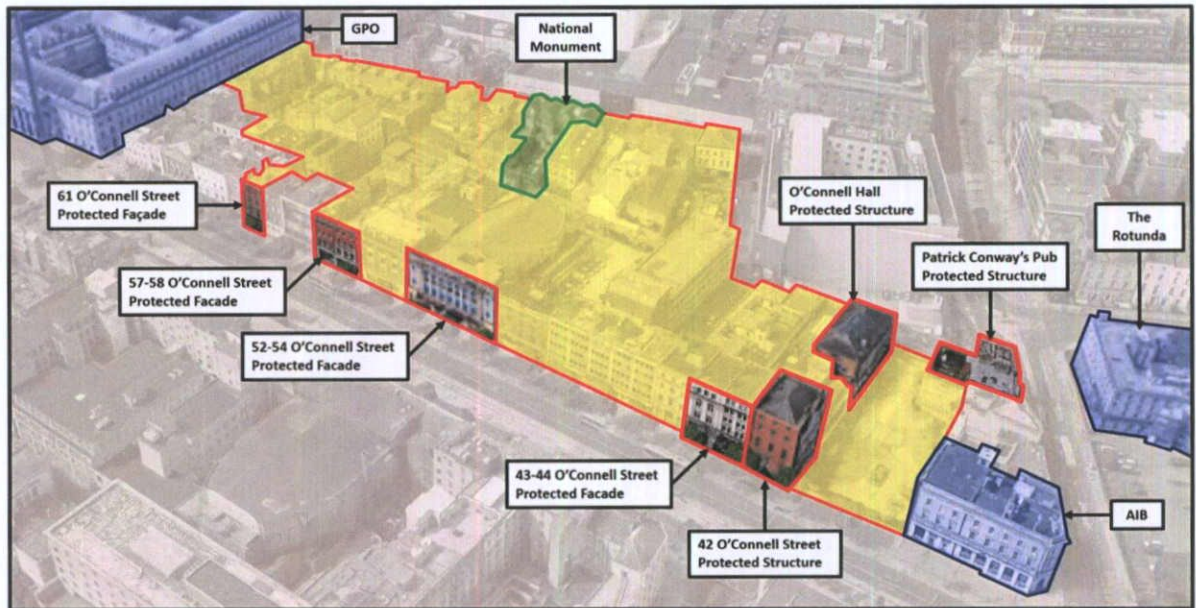 GPO
National
Monument
61 O'Connell Street
Protected Façade
O'Connell Hall
Protected Structure
The
Rotunda
Patrick Conway's Pub
Protected Structure
57-58 O'Connell Street
Protected Facade
52-54 O'Connell Street
Protected Facade
43-44 O'Connell Street
Protected Facade
AIB
42 O'Connell Street
Protected Structure